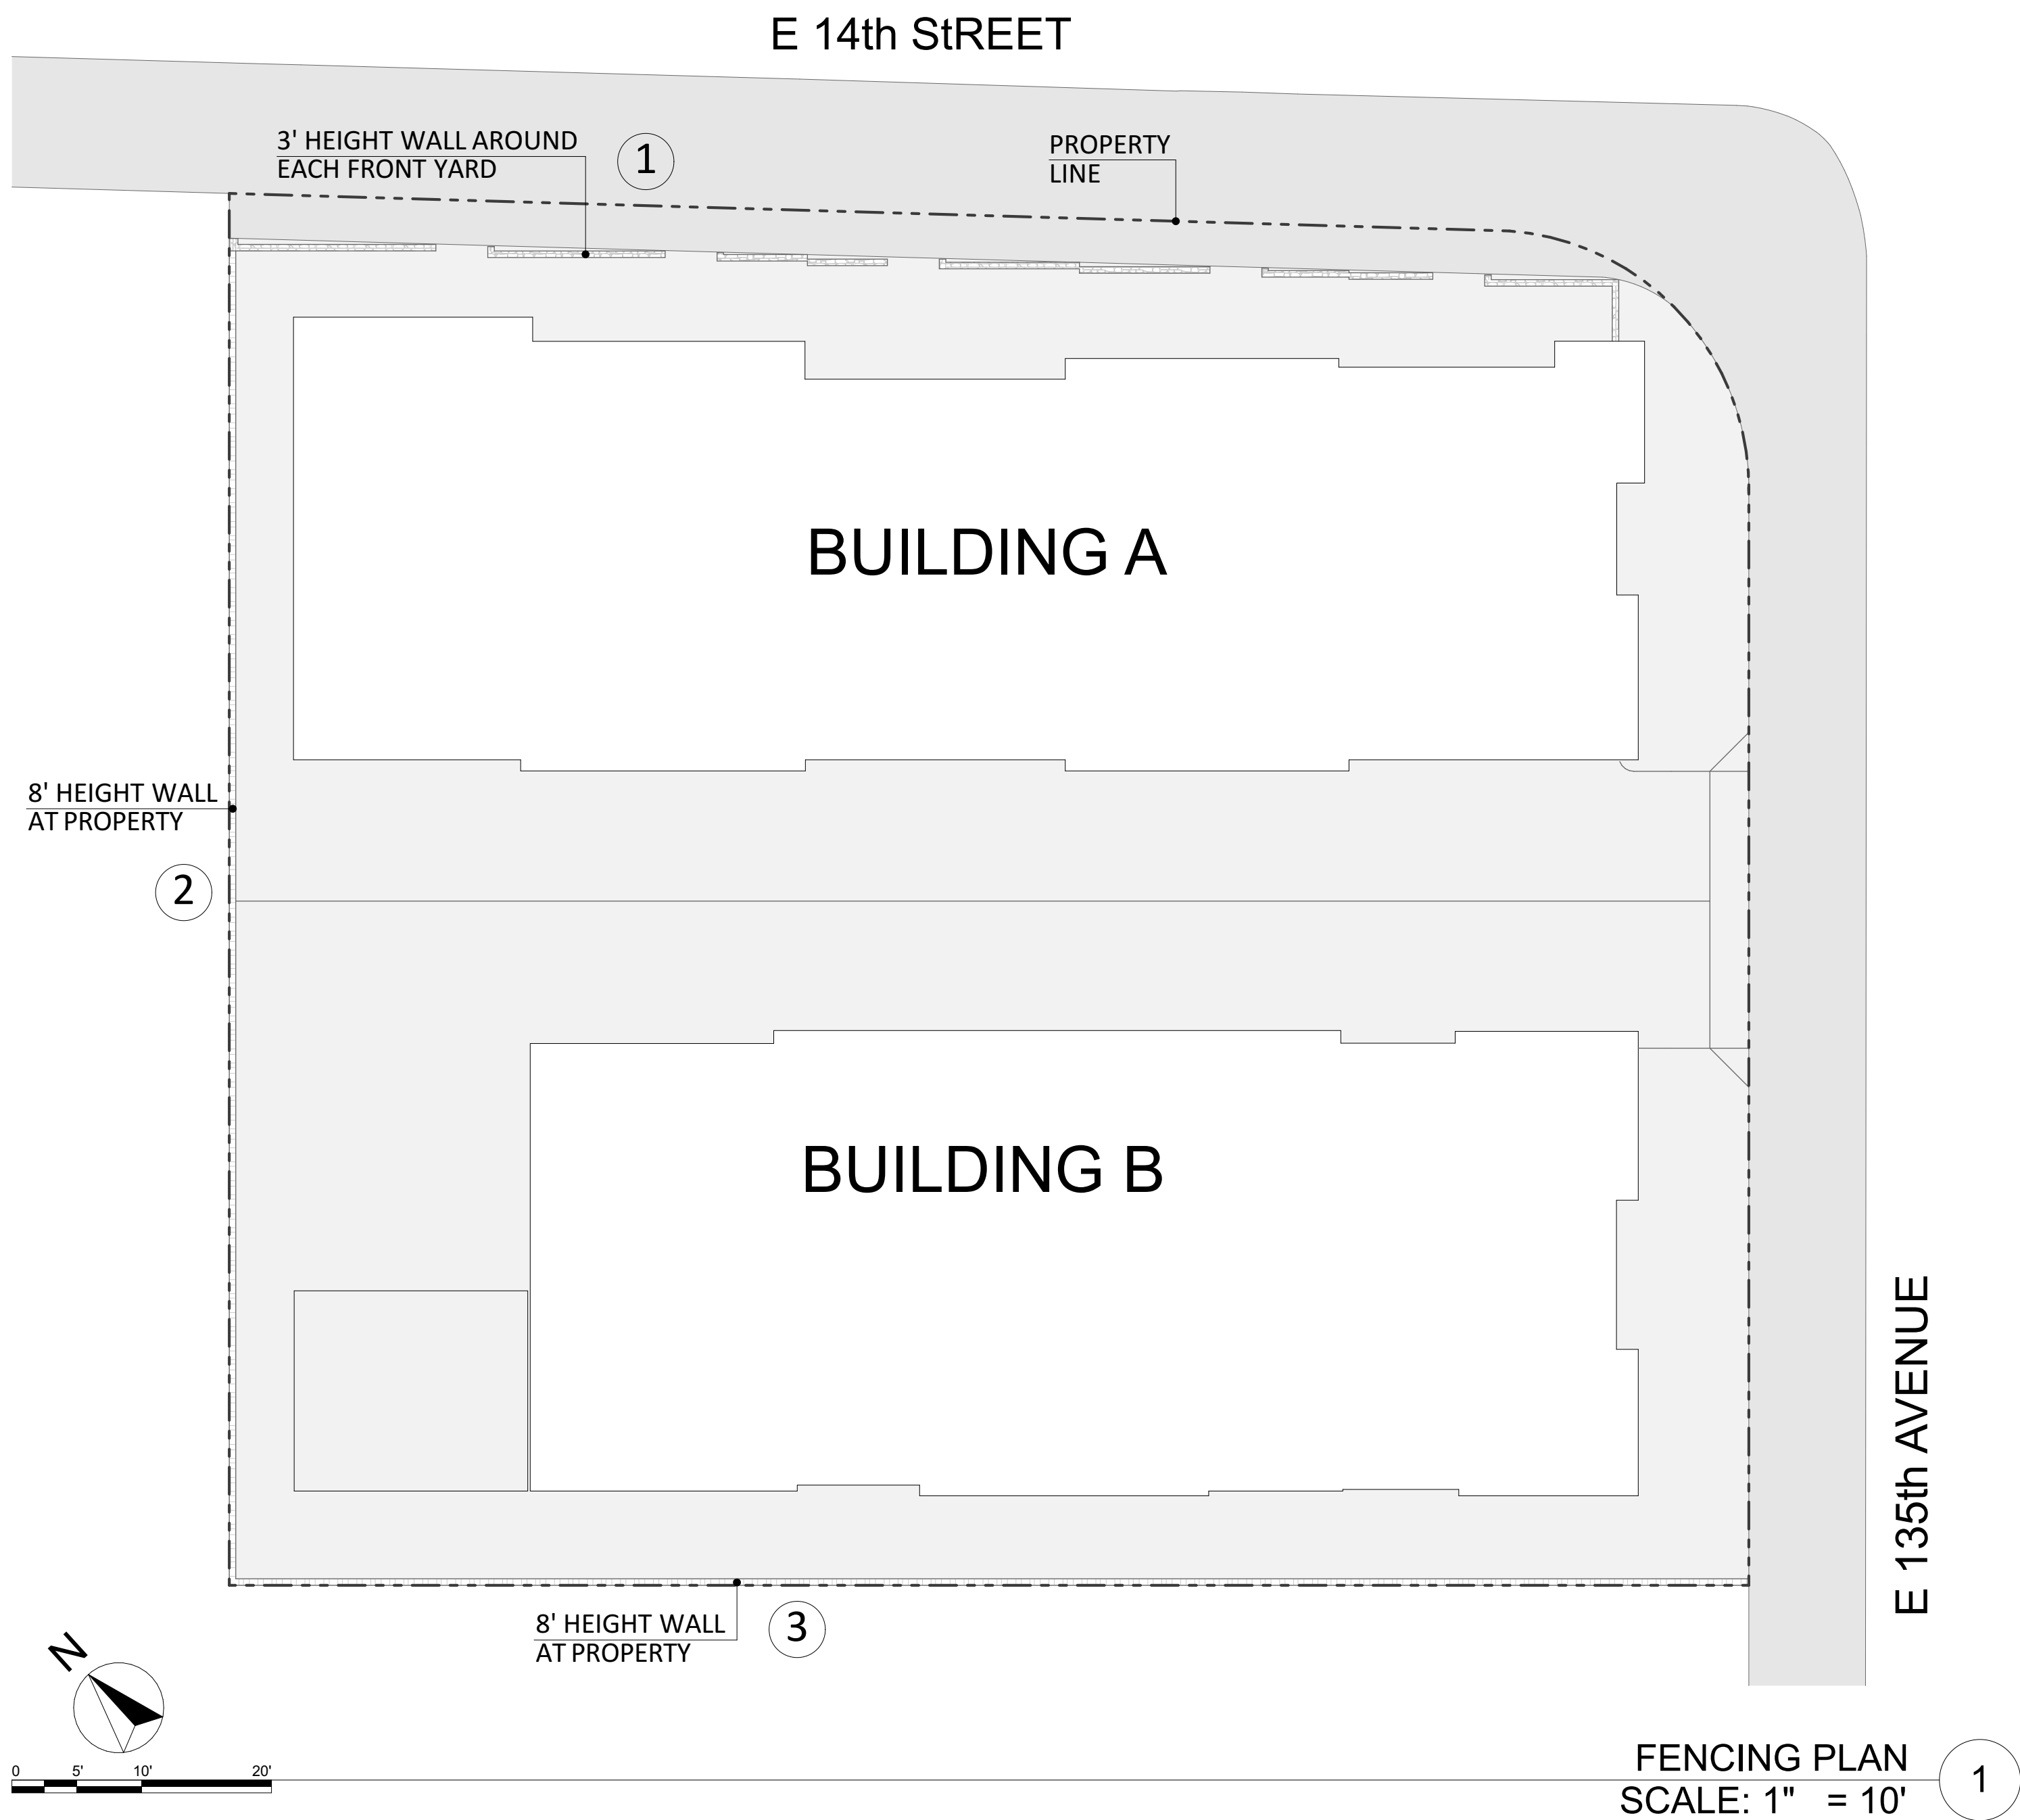 E 14th StREET
3' HEIGHT WALL AROUND
EACH FRONT YARD
1
PROPERTY
LINE
BUILDING A
8' HEIGHT WALL
AT PROPERTY
2
BUILDING B
E 135th AVENUE
8' HEIGHT WALL
AT PROPERTY
3
N
0 5' 10' 20'
FENCING PLAN
SCALE: 1" = 10'
1